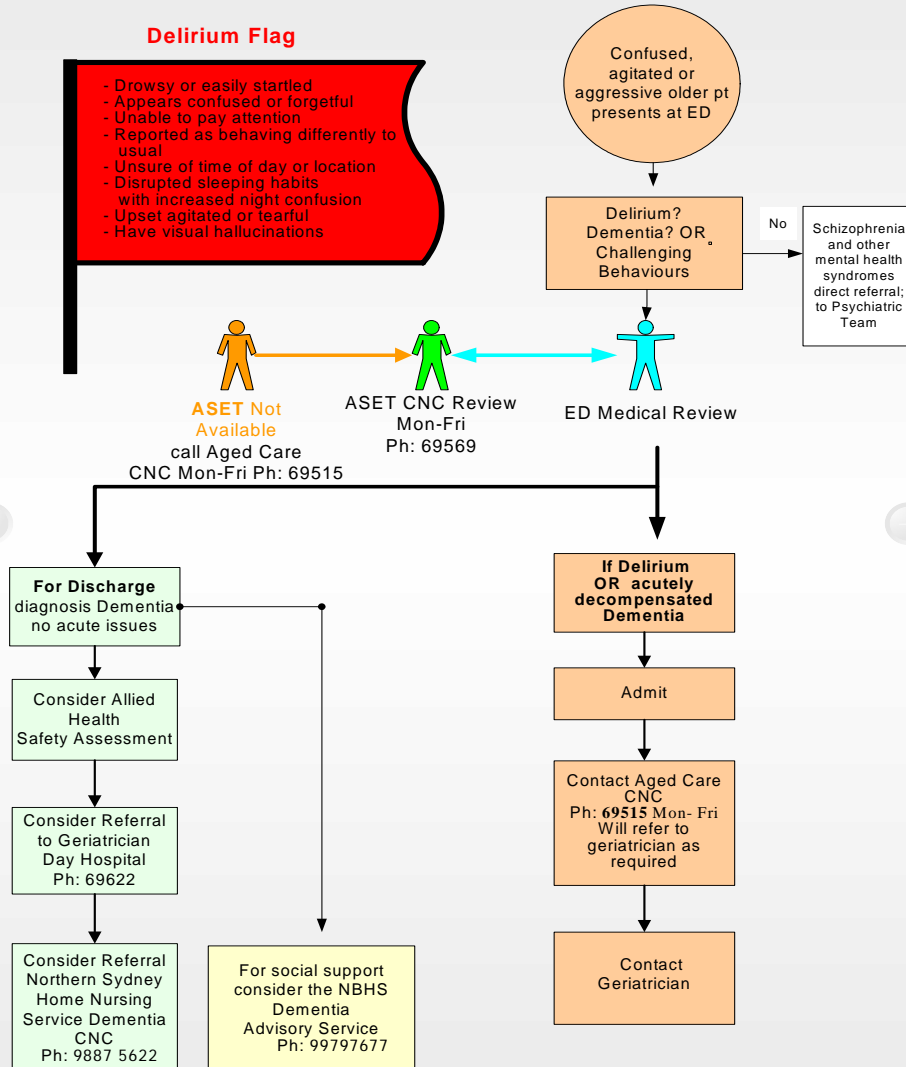 Delirium Flag
- Drowsy or easily startled
- Appears confused or forgetful
- Unable to pay attention
- Reported as behaving differently to
usual
- Unsure of time of day or location
- Disrupted sleeping habits
with increased night confusion
- Upset agitated or tearful
- Have visual hallucinations
Confused,
agitated or
aggressive older pt
presents at ED
Delirium?
Dementia? OR
Challenging
Behaviours
No
Schizophrenia
and other
mental health
syndromes
direct referral;
to Psychiatric
Team
ASET Not
Available
call Aged Care
CNC Mon-Fri Ph: 69515
ASET CNC Review
Mon-Fri
Ph: 69569
ED Medical Review
For Discharge
diagnosis Dementia
no acute issues
Consider Allied
Health
Safety Assessment
Consider Referral
to Geriatrician
Day Hospital
Ph: 69622
Consider Referral
Northern Sydney
Home Nursing
Service Dementia
CNC
Ph: 9887 5622
For social support
consider the NBHS
Dementia
Advisory Service
Ph: 99797677
If Delirium
OR acutely
decompensated
Dementia
Admit
Contact Aged Care
CNC
Ph: 69515 Mon- Fri
Will refer to
geriatrician as
required
Contact
Geriatrician